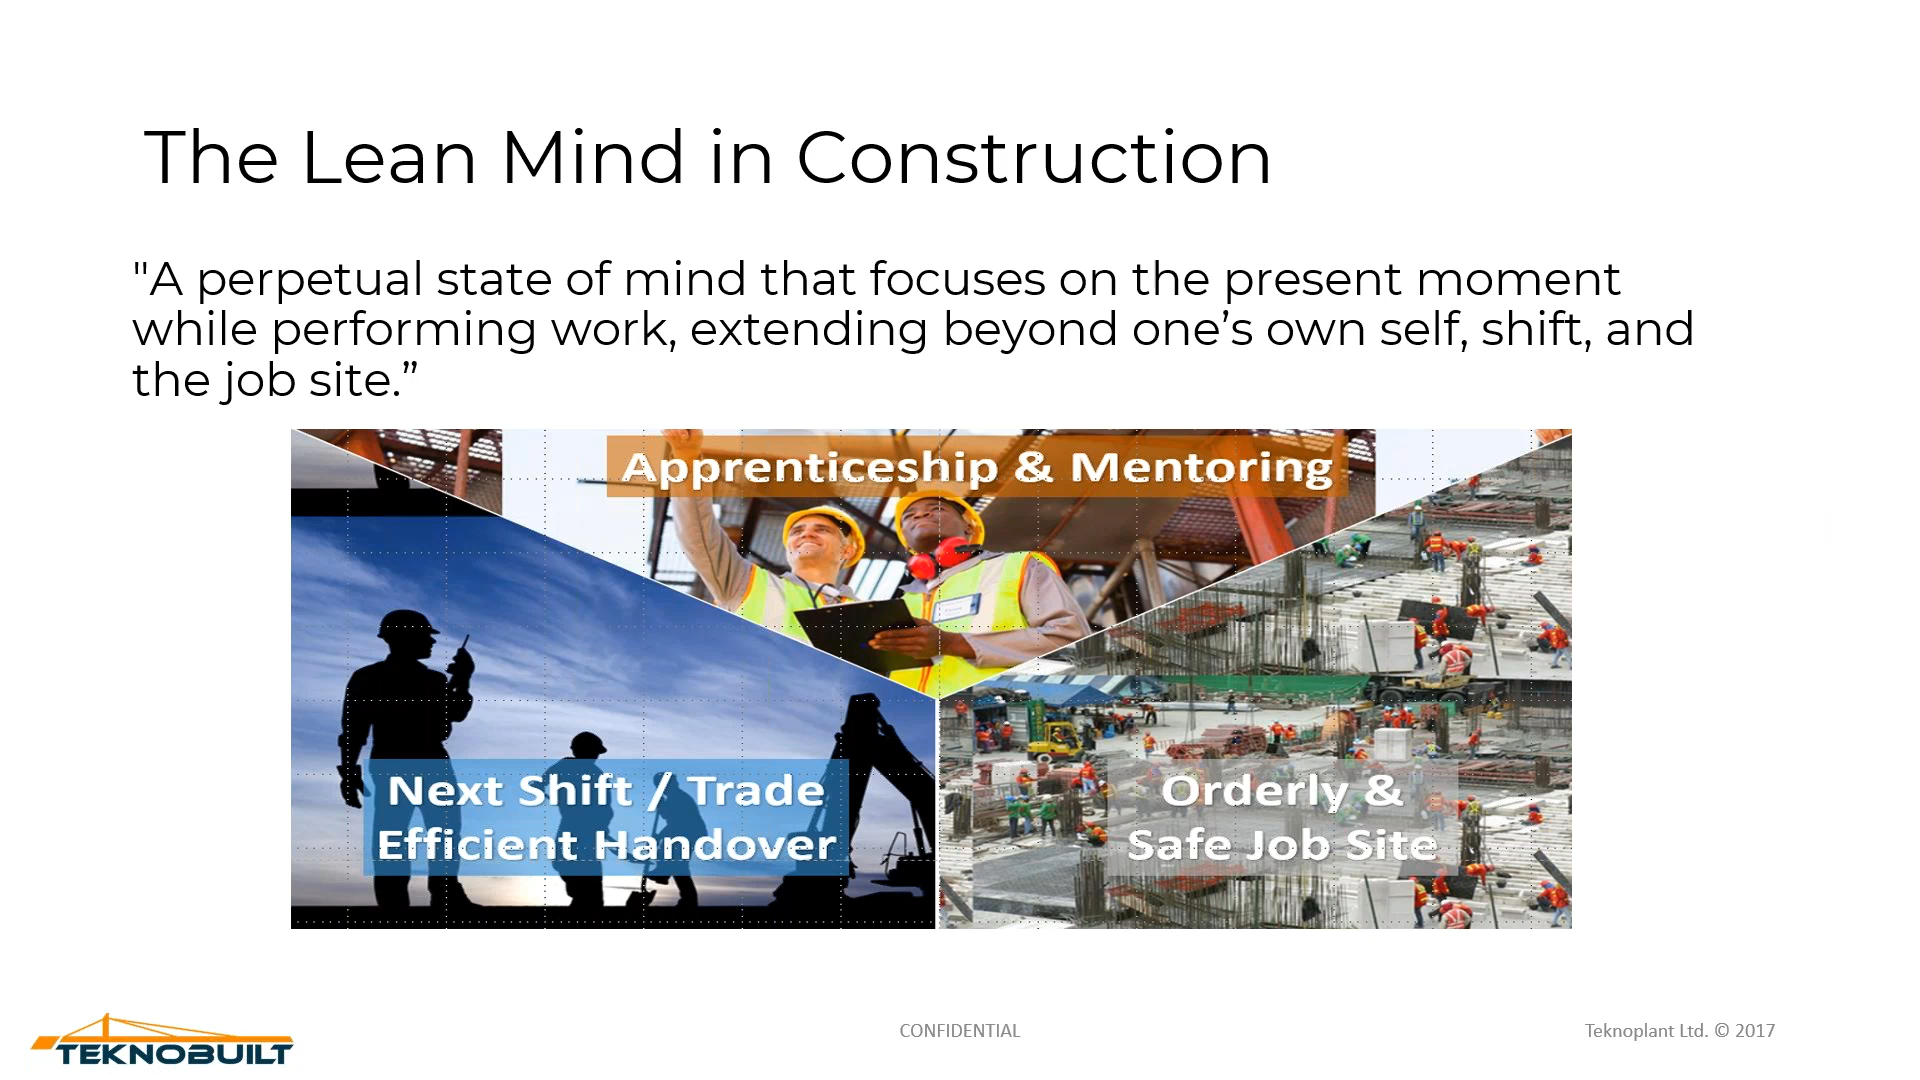 The Lean Mind in Construction
"A perpetual state of mind that focuses on the present moment
while performing work, extending beyond one’s own self, shift, and
the job site.”
Apprenticeship & Mentoring
Next Shift / Trade
Efficient Handover
Orderly &
Safe Job Site
TEKNOBUILT
CONFIDENTIAL
Teknoplant Ltd. © 2017